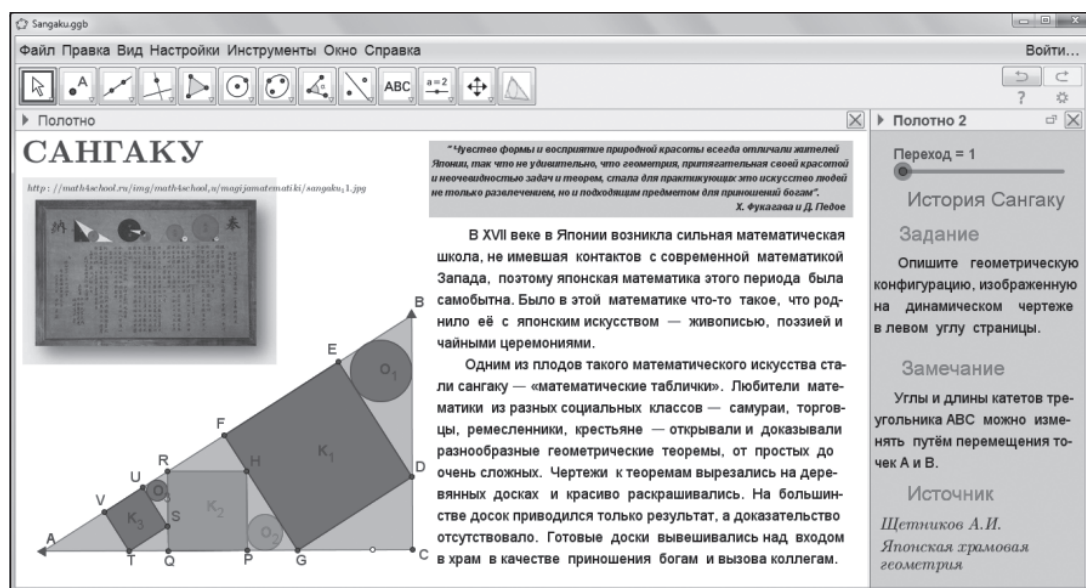 Sangaku.ggb
Файл Правка Вид Настройки Инструменты Окно Справка
Войти...
A
ABC
a=2
?
Полотно
САНГАКУ
http://math4school.ru/img/math4school_u/magijamatematiki/sangaku_11.jpg
"Чувство формы и восприятие природной красоты всегда отличали жителей
Японии, так что не удивительно, что геометрия, притягательная своей красотой
и неочевидностью задач и теорем, стала для практикующих это искусство людей
не только развлечением, но и подходящим предметом для приношений богам".
Х. Фукагава и Д. Педое
В XVII веке в Японии возникла сильная математическая
школа, не имевшая контактов с современной математикой
Запада, поэтому японская математика этого периода была
самобытна. Было в этой математике что-то такое, что род-
нило её с японским искусством — живописью, поэзией и
чайными церемониями.
Одним из плодов такого математического искусства ста-
ли сангаку — «математические таблички». Любители мате-
матики из разных социальных классов — самураи, торгов-
цы, ремесленники, крестьяне — открывали и доказывали
разнообразные геометрические теоремы, от простых до
очень сложных. Чертежи к теоремам вырезались на дере-
вянных досках и красиво раскрашивались. На большин-
стве досок приводился только результат, а доказательство
отсутствовало. Готовые доски вывешивались над входом
в храм в качестве приношения богам и вызова коллегам.
B
E
O1
F
K1
R
H
D
U
V
O3
K2
K3
S
O2
A
T
Q
P
G
C
Полотно 2
Переход = 1
История Сангаку
Задание
Опишите геометрическую
конфигурацию, изображенную
на динамическом чертеже
в левом углу страницы.
Замечание
Углы и длины катетов тре-
угольника ABC можно изме-
нять путём перемещения то-
чек A и B.
Источник
Щетников А.И.
Японская храмовая
геометрия